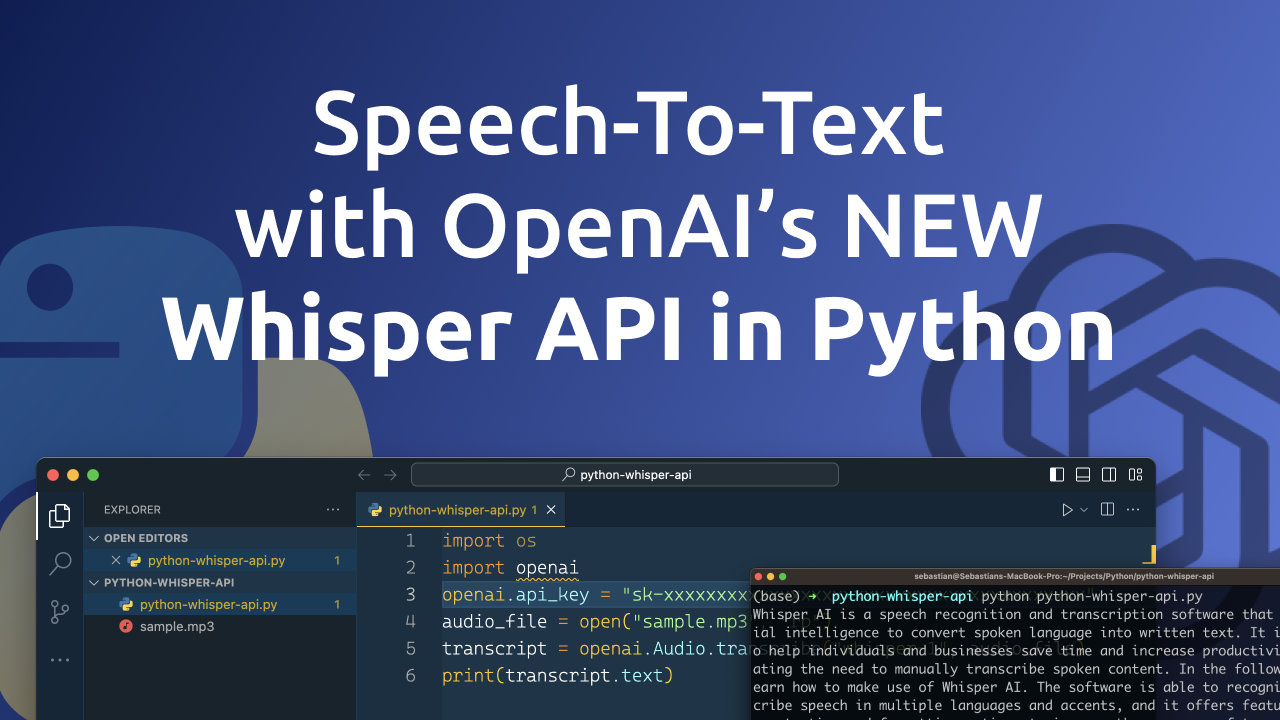 Speech-To-Text
with OpenAI’s NEW
Whisper API in Python
python-whisper-api
EXPLORER
OPEN EDITORS
python-whisper-api.py 1
PYTHON-WHISPER-API
python-whisper-api.py 1
sample.mp3
python-whisper-api.py 1
1 import os
2 import openai
3 openai.api_key = "sk-xxxxxxxxx
4 audio_file = open("sample.mp3
5 transcript = openai.Audio.tra
6 print(transcript.text)
sebastian@Sebastians-MacBook-Pro:~/Projects/Python/python-whisper-api
(base) ➜ python-whisper-api python python-whisper-api.py
Whisper AI is a speech recognition and transcription software that
ial intelligence to convert spoken language into written text. It i
o help individuals and businesses save time and increase productivi
ating the need to manually transcribe spoken content. In the follow
earn how to make use of Whisper AI. The software is able to recogni
cribe speech in multiple languages and accents, and it offers featu